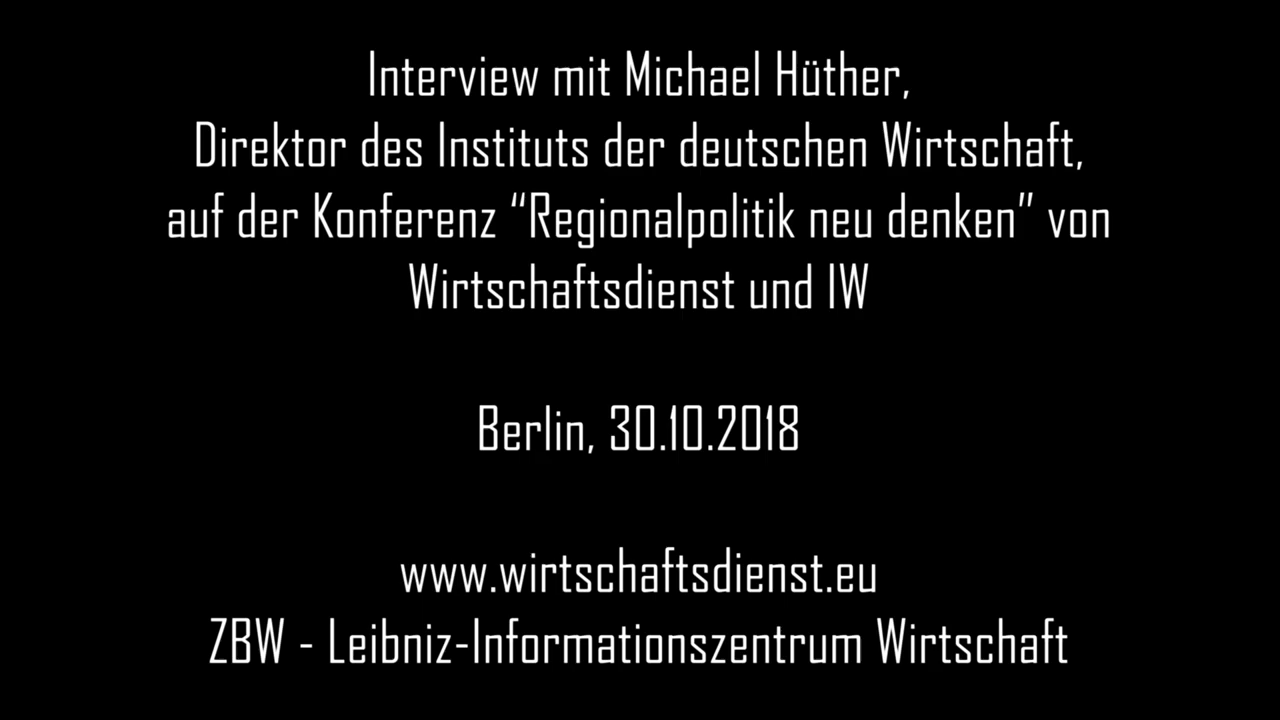 Interview mit Michael Hüther,
Direktor des Instituts der deutschen Wirtschaft,
auf der Konferenz “Regionalpolitik neu denken” von
Wirtschaftsdienst und IW
Berlin, 30.10.2018
www.wirtschaftsdienst.eu
ZBW - Leibniz-Informationszentrum Wirtschaft